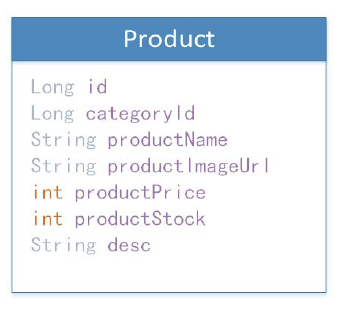 Product
Long id
Long categoryId
String productName
String productImageUrl
int productPrice
int productStock
String desc